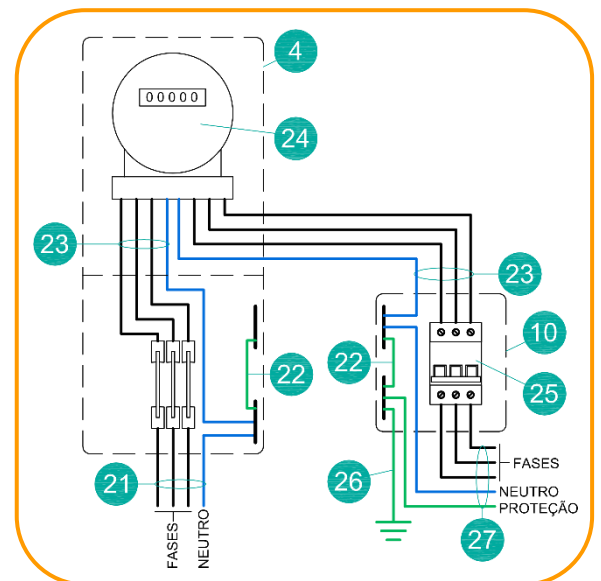 4
00000
24
23
23
10
22
22
25
FASES
21
26
NEUTRO
PROTEÇÃO
27
FASES
NEUTRO